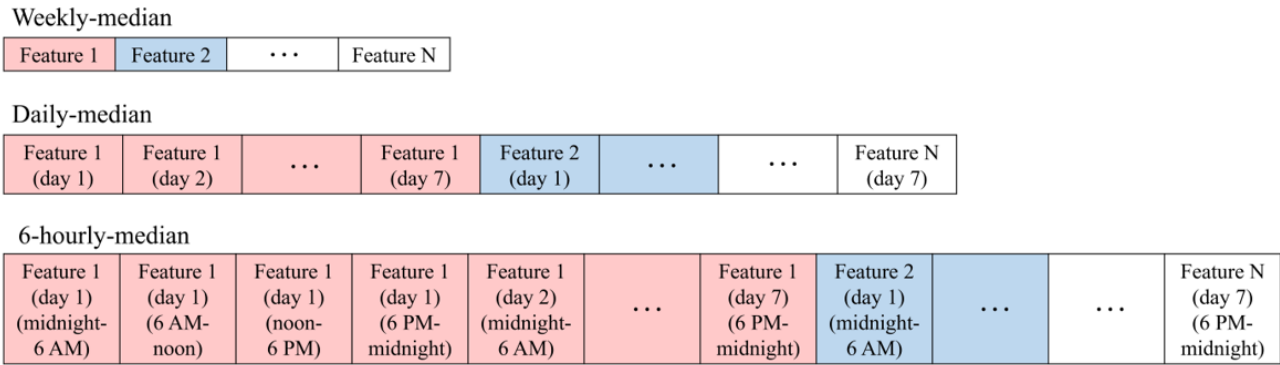 Weekly-median
Feature 1 Feature 2 ... Feature N
Daily-median
Feature 1 Feature 1 ... Feature 1 Feature 2 ... ... Feature N
(day 1) (day 2) (day 7) (day 1) (day 7)
6-hourly-median
Feature 1 Feature 1 Feature 1 Feature 1 Feature 1 ... Feature 1 Feature 2 ... ... Feature N
(day 1) (day 1) (day 1) (day 1) (day 2) (day 7) (day 1) (day 7)
(midnight- (6 AM- (noon- (6 PM- (midnight- (6 PM- (midnight- (6 PM-
6 AM) noon) 6 PM) midnight) 6 AM) midnight) 6 AM) midnight)